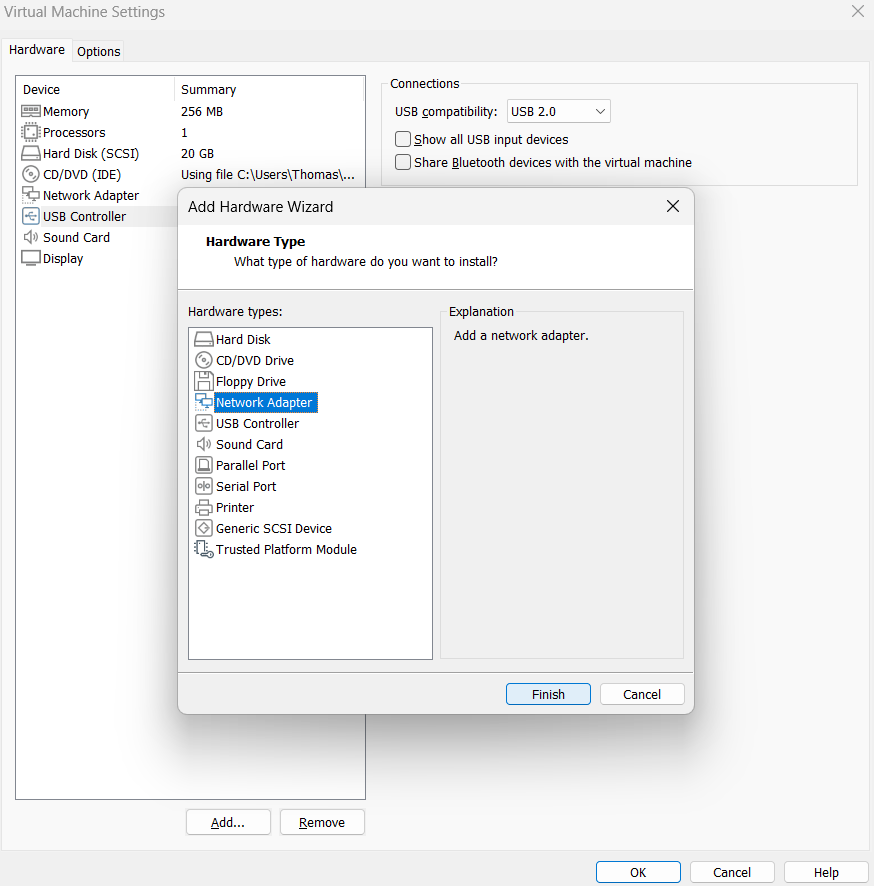 Virtual Machine Settings
Hardware Options
Device Summary
Memory 256 MB
Processors 1
Hard Disk (SCSI) 20 GB
CD/DVD (IDE) Using file C:\Users\Thomas\...
Network Adapter
USB Controller
Sound Card
Display
Connections
USB compatibility: USB 2.0
Show all USB input devices
Share Bluetooth devices with the virtual machine
Add Hardware Wizard
Hardware Type
What type of hardware do you want to install?
Hardware types:
Hard Disk
CD/DVD Drive
Floppy Drive
Network Adapter
USB Controller
Sound Card
Parallel Port
Serial Port
Printer
Generic SCSI Device
Trusted Platform Module
Explanation
Add a network adapter.
Finish Cancel
Add... Remove
OK Cancel Help